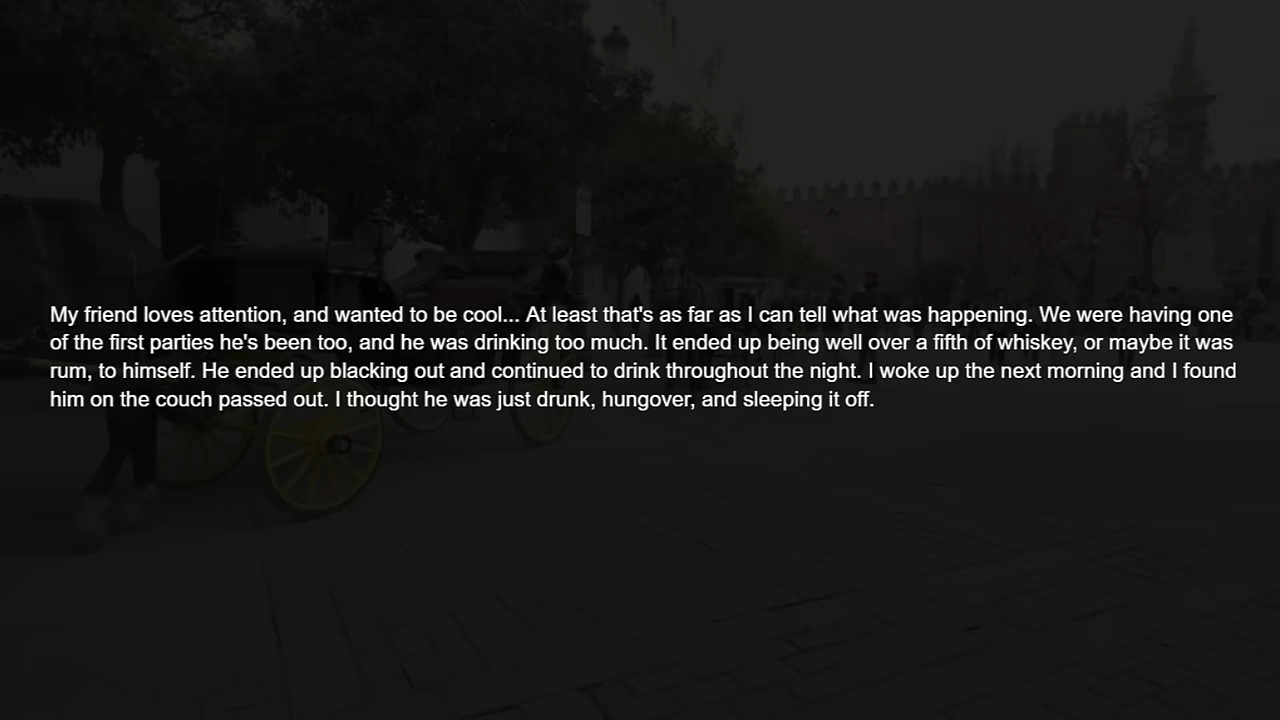 My friend loves attention, and wanted to be cool... At least that's as far as I can tell what was happening. We were having one
of the first parties he's been too, and he was drinking too much. It ended up being well over a fifth of whiskey, or maybe it was
rum, to himself. He ended up blacking out and continued to drink throughout the night. I woke up the next morning and I found
him on the couch passed out. I thought he was just drunk, hungover, and sleeping it off.